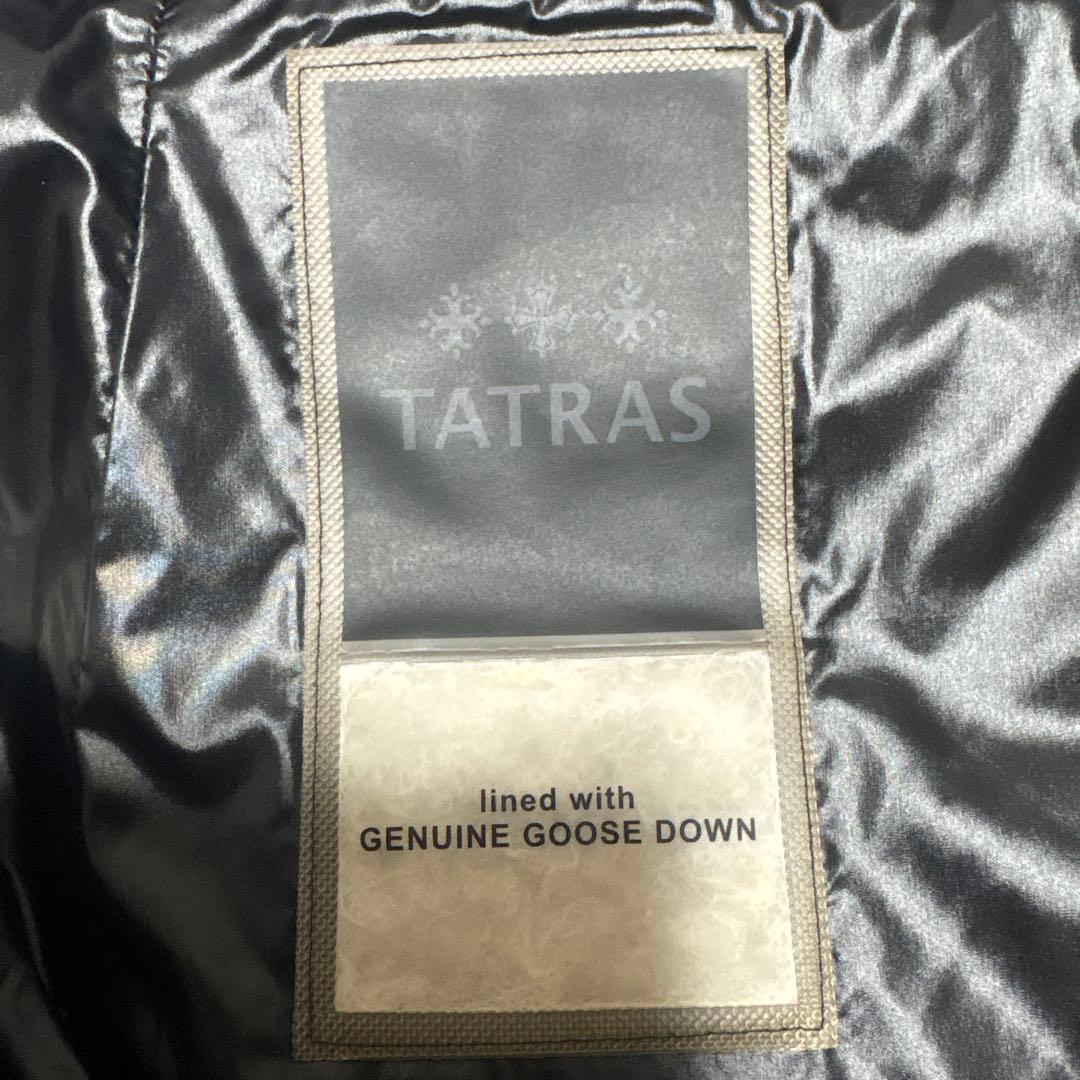 TATRAS
lined with
GENUINE GOOSE DOWN